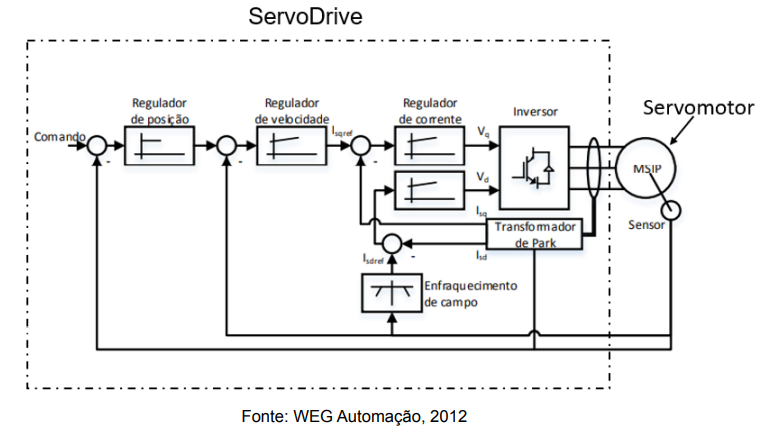 ServoDrive
Regulador
de posição
Regulador
de velocidade
Regulador
de corrente
Inversor
Servomotor
Comando
-
-
Isqref
-
Vq
Vd
MSIP
Sensor
Isq
Transformador
de Park
Isd
Isdref
-
Enfraquecimento
de campo
Fonte: WEG Automação, 2012